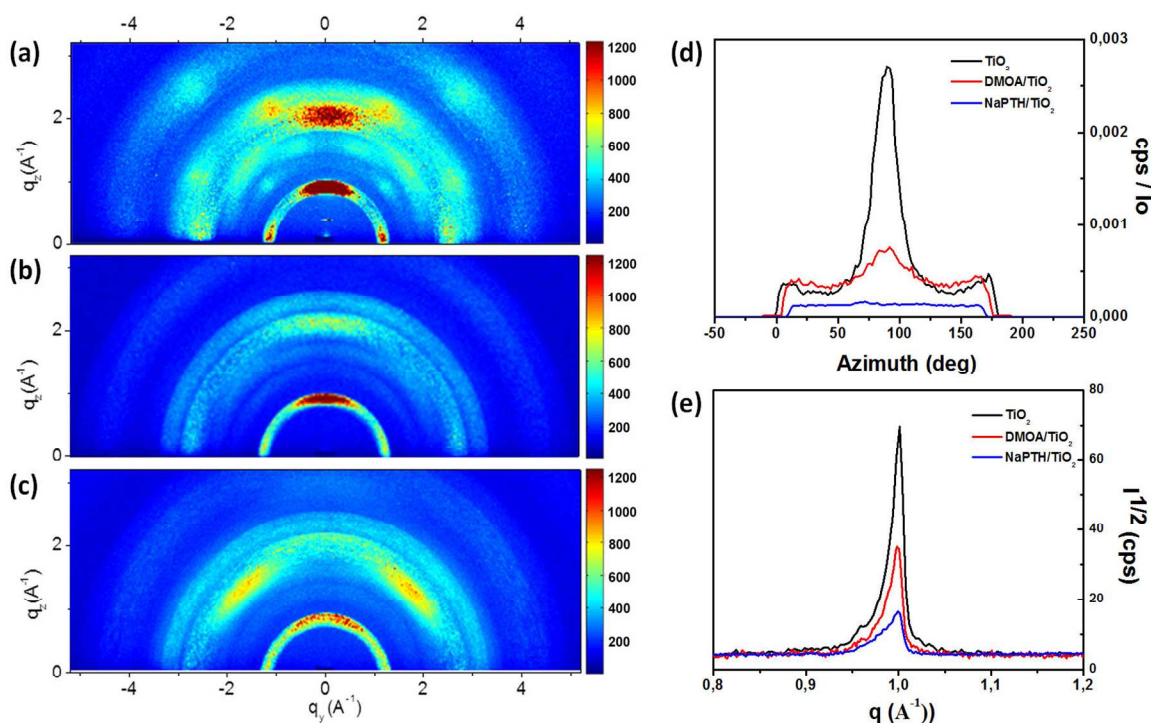 -4 -2 0 2 4
(a)
1200
1000
800
600
400
200
2
0
q_z(A⁻¹)
(b)
1200
1000
800
600
400
200
2
0
q_z(A⁻¹)
(c)
1200
1000
800
600
400
200
2
0
q_z(A⁻¹)
-4 -2 0 2 4
q_y(A⁻¹)
(d)
TiO₂
DMOA/TiO₂
NaPTH/TiO₂
0,003
0,002
0,001
0,000
cps / Io
-50 0 50 100 150 200 250
Azimuth (deg)
(e)
TiO₂
DMOA/TiO₂
NaPTH/TiO₂
80
60
40
20
0
I^1/2 (cps)
0,8 0,9 1,0 1,1 1,2
q (A⁻¹))